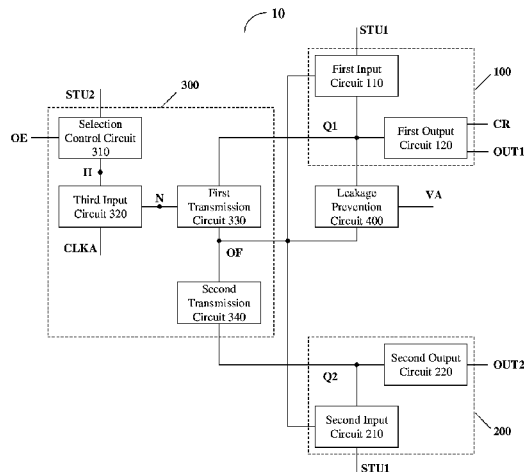 10
STU1
First Input
Circuit 110
100
300
STU2
OE
Selection
Control Circuit
310
Q1
First Output
Circuit 120
CR
OUT1
H
Third Input
Circuit 320
N
First
Transmission
Circuit 330
Leakage
Prevention
Circuit 400
VA
CLKA
OF
Second
Transmission
Circuit 340
Q2
Second Output
Circuit 220
OUT2
Second Input
Circuit 210
200
STU1